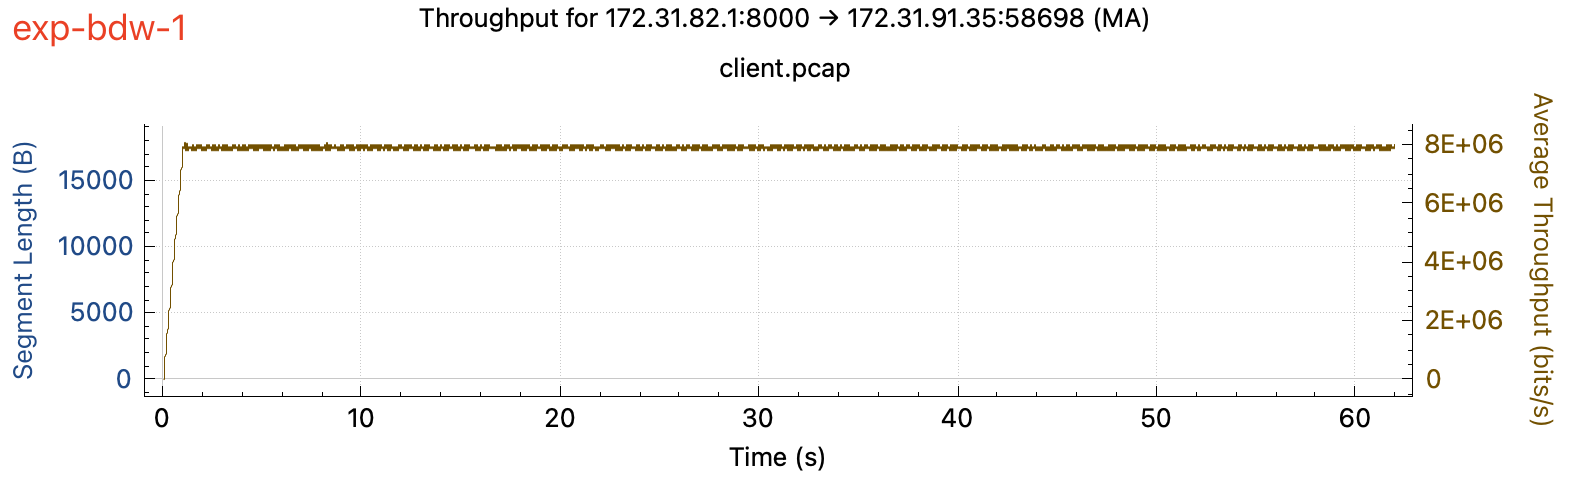 exp-bdw-1
Throughput for 172.31.82.1:8000 → 172.31.91.35:58698 (MA)
client.pcap
Segment Length (B)
15000
10000
5000
0
8E+06
6E+06
4E+06
2E+06
0
Average Throughput (bits/s)
0 10 20 30 40 50 60
Time (s)